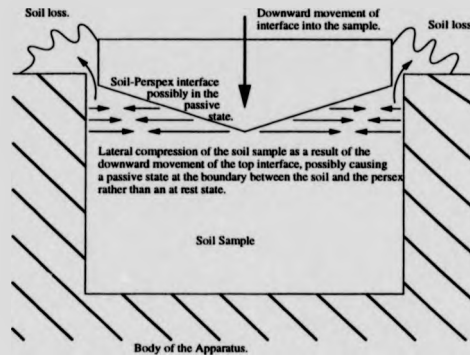 Soil loss.
Downward movement of
interface into the sample.
Soil loss
Soil-Perspex interface
possibly in the
passive
state.
Lateral compression of the soil sample as a result of the
downward movement of the top interface, possibly causing
a passive state at the boundary between the soil and the persex
rather than an at rest state.
Soil Sample
Body of the Apparatus.